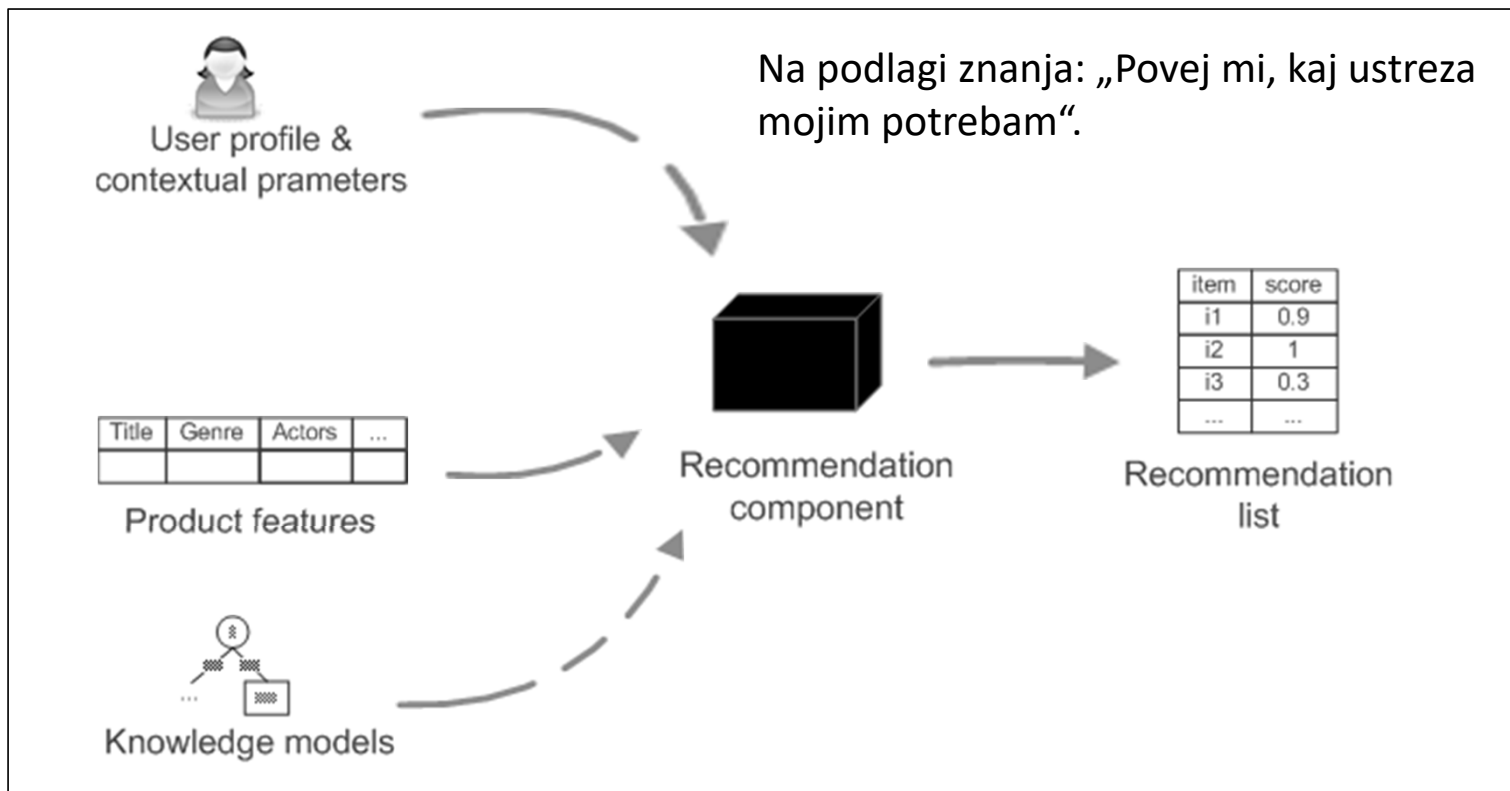 Na podlagi znanja: „Povej mi, kaj ustreza
mojim potrebam“.
User profile &
contextual prameters
Title Genre Actors ...
Product features
...
Knowledge models
Recommendation
component
item score
i1 0.9
i2 1
i3 0.3
... ...
Recommendation
list